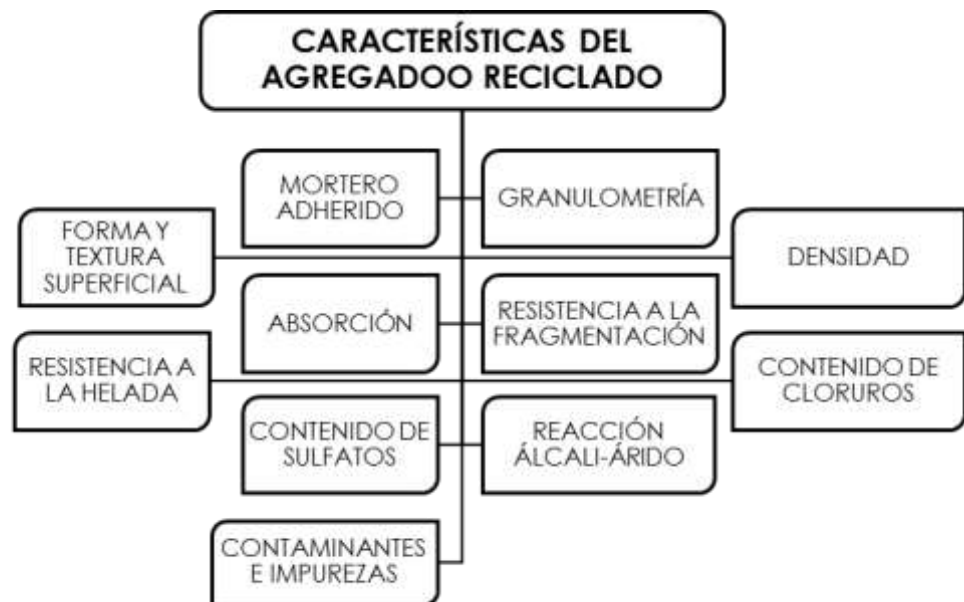 CARACTERÍSTICAS DEL
AGREGADOO RECICLADO
MORTERO
ADHERIDO
GRANULOMETRÍA
FORMA Y
TEXTURA
SUPERFICIAL
DENSIDAD
ABSORCIÓN
RESISTENCIA A LA
FRAGMENTACIÓN
RESISTENCIA A
LA HELADA
CONTENIDO DE
CLORUROS
CONTENIDO DE
SULFATOS
REACCIÓN
ÁLCALI-ÁRIDO
CONTAMINANTES
E IMPUREZAS